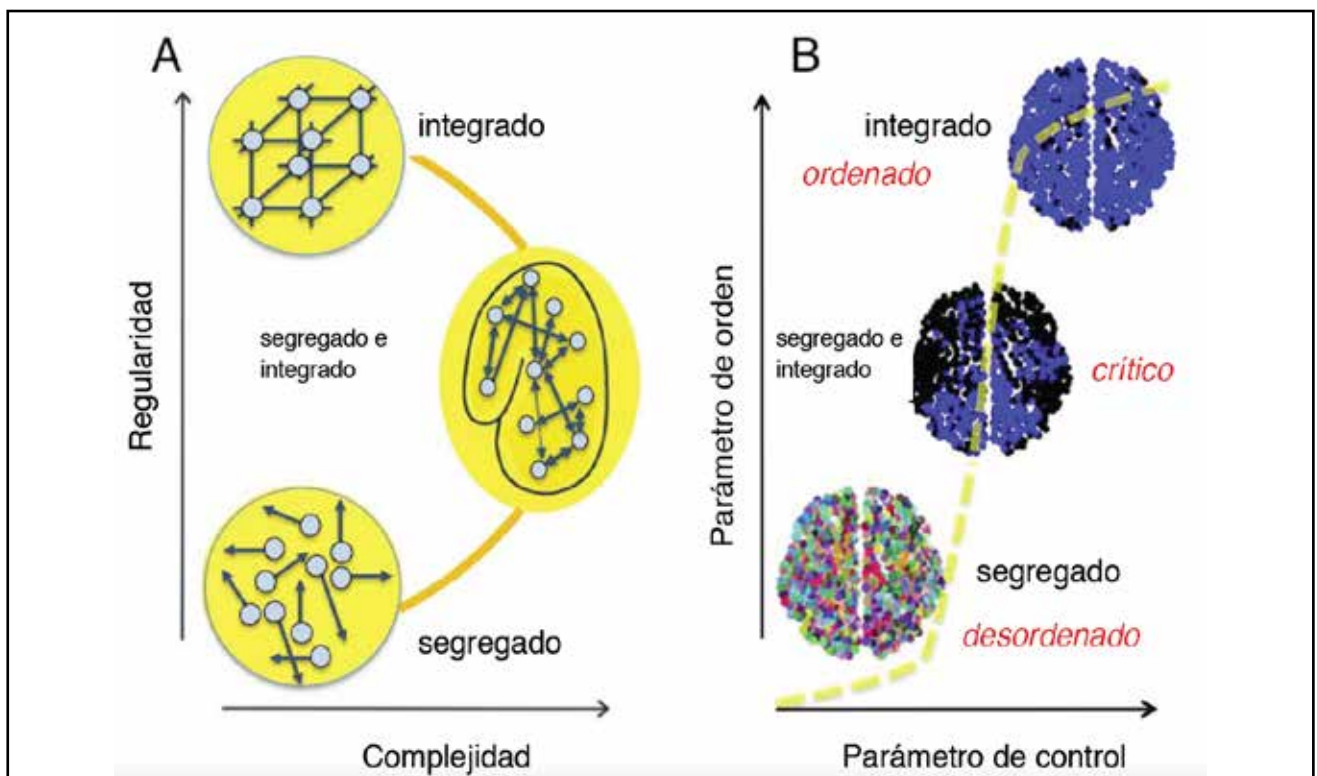 A
Regularidad
integrado
segregado e
integrado
segregado
Complejidad
B
Parámetro de orden
integrado
ordenado
segregado e
integrado
crítico
segregado
desordenado
Parámetro de control